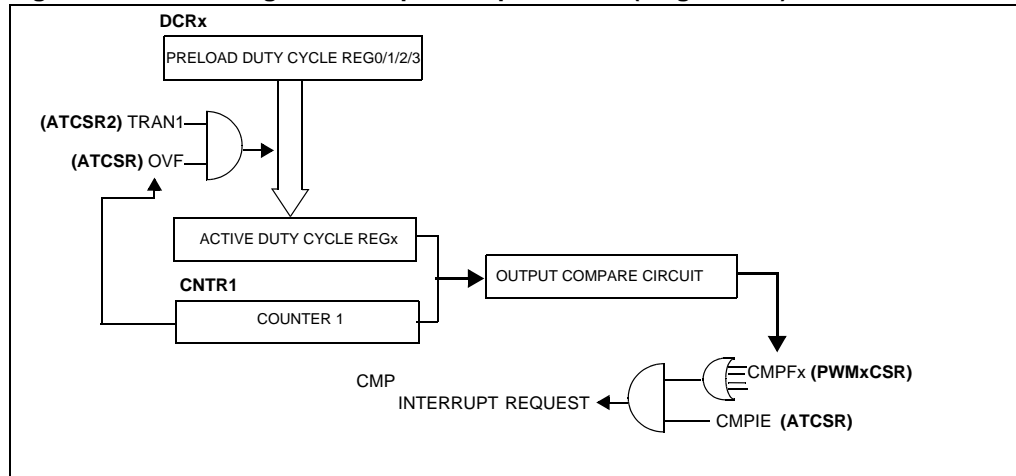 DCRx
PRELOAD DUTY CYCLE REG0/1/2/3
(ATCSR2) TRAN1
(ATCSR) OVF
ACTIVE DUTY CYCLE REGx
CNTR1
OUTPUT COMPARE CIRCUIT
COUNTER 1
CMPFx (PWMxCSR)
CMP
INTERRUPT REQUEST
CMPIE (ATCSR)